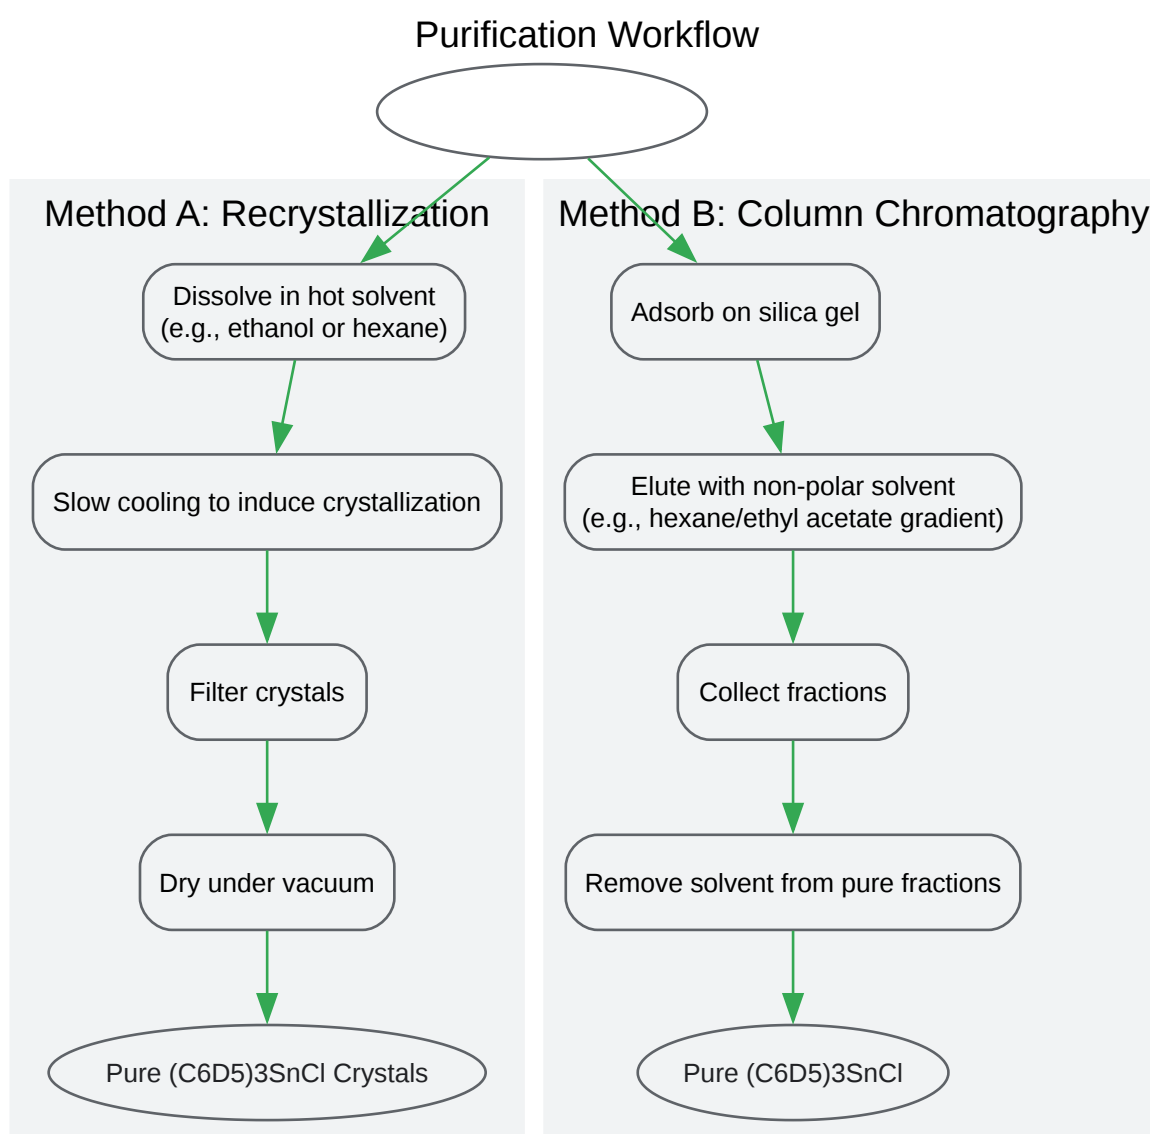 Purification Workflow
Method A: Recrystallization
Dissolve in hot solvent
(e.g., ethanol or hexane)
Slow cooling to induce crystallization
Filter crystals
Dry under vacuum
Pure (C6D5)3SnCl Crystals
Method B: Column Chromatography
Adsorb on silica gel
Elute with non-polar solvent
(e.g., hexane/ethyl acetate gradient)
Collect fractions
Remove solvent from pure fractions
Pure (C6D5)3SnCl